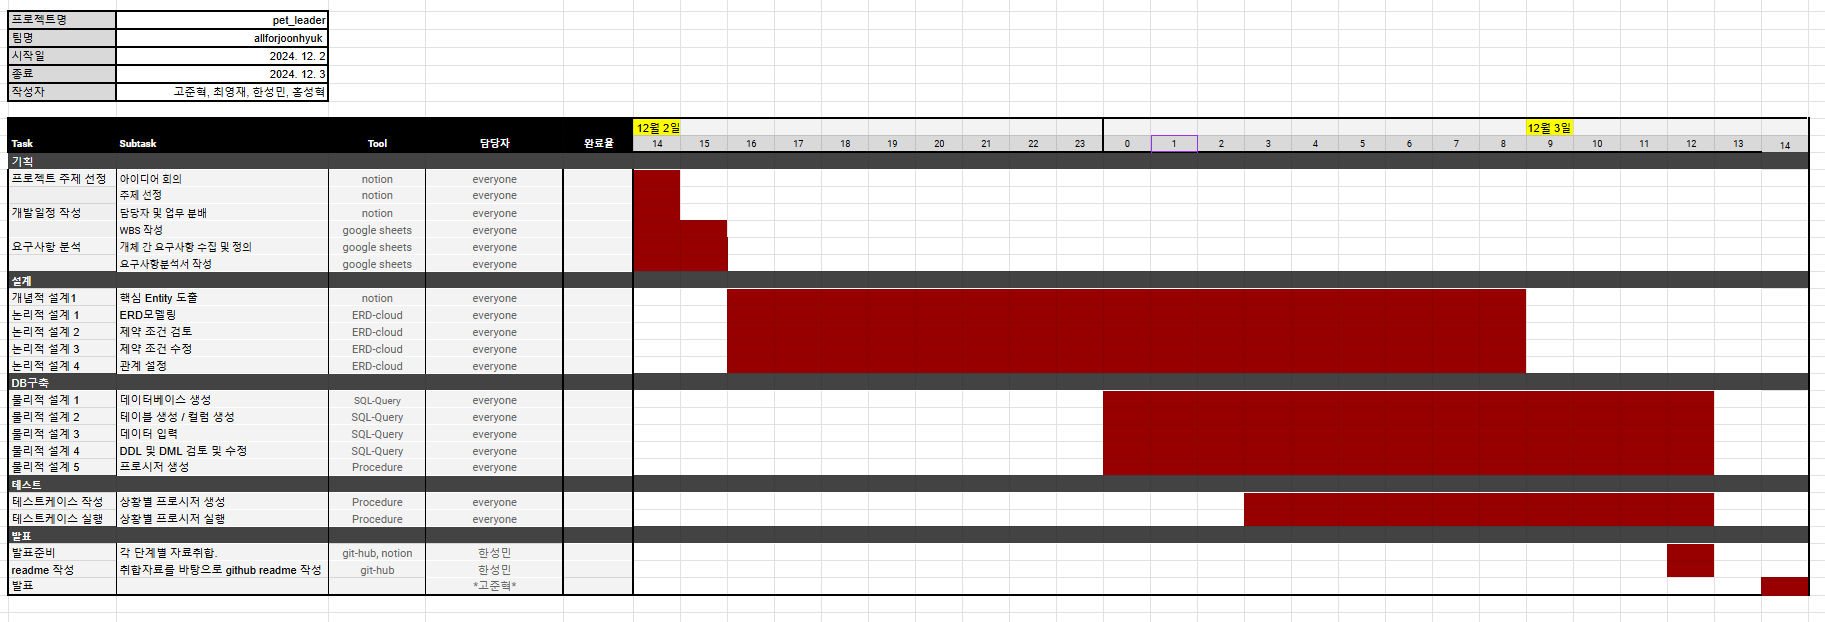 프로젝트명 pet_leader
팀명 allforjoonhyuk
시작일 2024. 12. 2
종료 2024. 12. 3
작성자 고준혁, 최영재, 한성민, 홍성혁
12월 2일 12월 3일
Task Subtask Tool 담당자 완료율 14 15 16 17 18 19 20 21 22 23 0 1 2 3 4 5 6 7 8 9 10 11 12 13 14
기획
프로젝트 주제 선정 아이디어 회의 notion everyone
주제 선정 notion everyone
개발일정 작성 담당자 및 업무 분배 notion everyone
WBS 작성 google sheets everyone
요구사항 분석 개체 간 요구사항 수집 및 정의 google sheets everyone
요구사항분석서 작성 google sheets everyone
설계
개념적 설계1 핵심 Entity 도출 notion everyone
논리적 설계 1 ERD모델링 ERD-cloud everyone
논리적 설계 2 제약 조건 검토 ERD-cloud everyone
논리적 설계 3 제약 조건 수정 ERD-cloud everyone
논리적 설계 4 관계 설정 ERD-cloud everyone
DB구축
물리적 설계 1 데이터베이스 생성 SQL-Query everyone
물리적 설계 2 테이블 생성 / 컬럼 생성 SQL-Query everyone
물리적 설계 3 데이터 입력 SQL-Query everyone
물리적 설계 4 DDL 및 DML 검토 및 수정 SQL-Query everyone
물리적 설계 5 프로시저 생성 Procedure everyone
테스트
테스트케이스 작성 상황별 프로시저 생성 Procedure everyone
테스트케이스 실행 상황별 프로시저 실행 Procedure everyone
발표
발표준비 각 단계별 자료취합. git-hub, notion 한성민
readme 작성 취합자료를 바탕으로 github readme 작성 git-hub 한성민
발표 *고준혁*